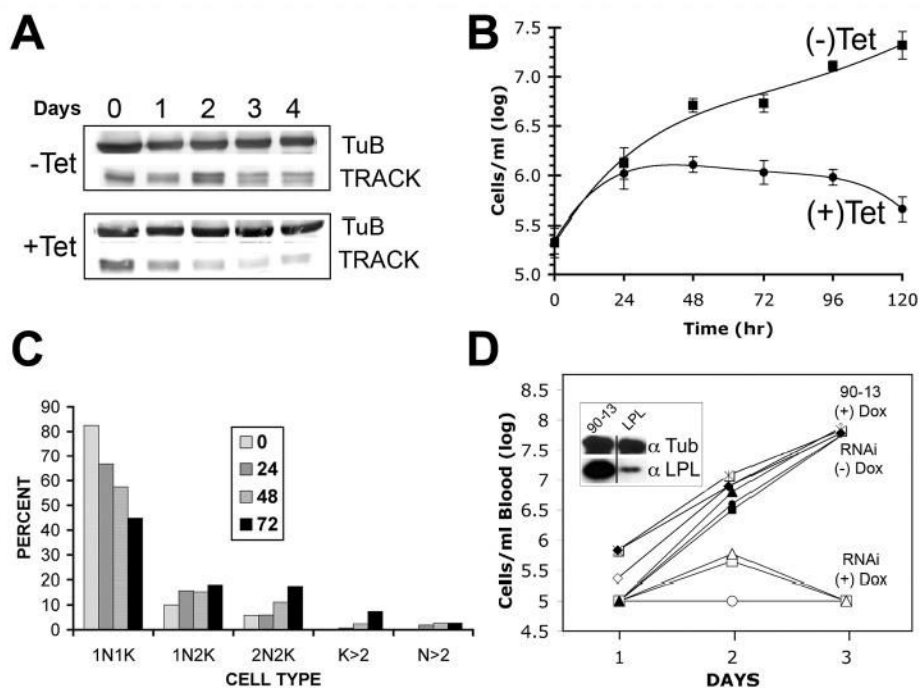 A
Days 0 1 2 3 4
-Tet
TuB
TRACK
+Tet
TuB
TRACK
B
Cells/ml (log)
7.5
7.0
6.5
6.0
5.5
5.0
(-)Tet
(+)Tet
0 24 48 72 96 120
Time (hr)
C
PERCENT
90
80
70
60
50
40
30
20
10
0
0
24
48
72
1N1K 1N2K 2N2K K>2 N>2
CELL TYPE
D
Cells/ml Blood (log)
8.5
8
7.5
7
6.5
6
5.5
5
4.5
90-13 LPL
α Tub
α LPL
90-13
(+) Dox
RNAi
(-) Dox
RNAi
(+) Dox
1 2 3
DAYS